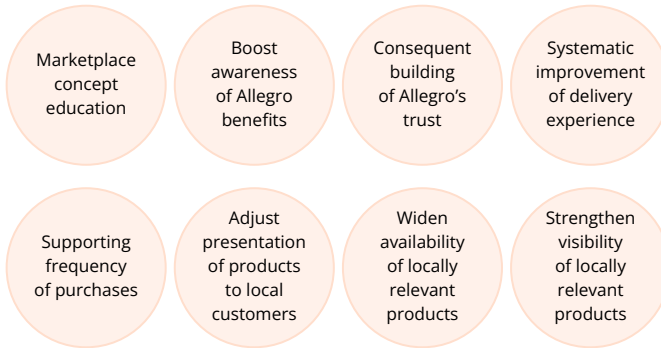 Marketplace
concept
education
Boost
awareness
of Allegro
benefits
Consequent
building
of Allegro's
trust
Systematic
improvement
of delivery
experience
Supporting
frequency
of purchases
Adjust
presentation
of products
to local
customers
Widen
availability
of locally
relevant
products
Strengthen
visibility
of locally
relevant
products